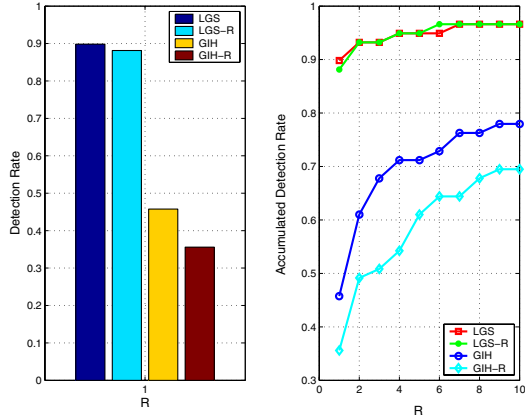 1
0.9
0.8
0.7
0.6
0.5
0.4
0.3
0.2
0.1
0
Detection Rate
1
R
LGS
LGS-R
GIH
GIH-R
1
0.9
0.8
0.7
0.6
0.5
0.4
0.3
Accumulated Detection Rate
0 2 4 6 8 10
R
LGS
LGS-R
GIH
GIH-R